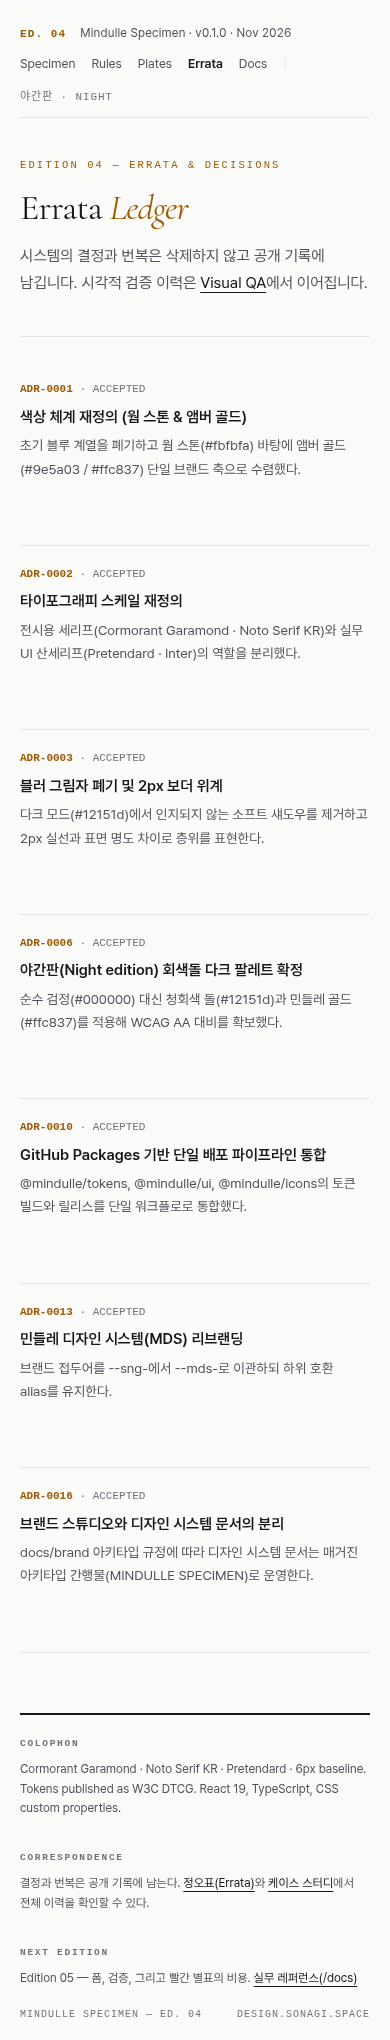 ED. 04 Mindulle Specimen · v0.1.0 · Nov 2026
Specimen Rules Plates Errata Docs
야간판 · NIGHT
EDITION 04 — ERRATA & DECISIONS
Errata Ledger
시스템의 결정과 번복은 삭제하지 않고 공개 기록에
남깁니다. 시각적 검증 이력은 Visual QA에서 이어집니다.
ADR-0001 · ACCEPTED
색상 체계 재정의 (웜 스톤 & 앰버 골드)
초기 블루 계열을 폐기하고 웜 스톤(#fbfbfa) 바탕에 앰버 골드
(#9e5a03 / #ffc837) 단일 브랜드 축으로 수렴했다.
ADR-0002 · ACCEPTED
타이포그래피 스케일 재정의
전시용 세리프(Cormorant Garamond · Noto Serif KR)와 실무
UI 산세리프(Pretendard · Inter)의 역할을 분리했다.
ADR-0003 · ACCEPTED
블러 그림자 폐기 및 2px 보더 위계
다크 모드(#12151d)에서 인지되지 않는 소프트 섀도우를 제거하고
2px 실선과 표면 명도 차이로 층위를 표현한다.
ADR-0006 · ACCEPTED
야간판(Night edition) 회색돌 다크 팔레트 확정
순수 검정(#000000) 대신 청회색 돌(#12151d)과 민들레 골드
(#ffc837)를 적용해 WCAG AA 대비를 확보했다.
ADR-0010 · ACCEPTED
GitHub Packages 기반 단일 배포 파이프라인 통합
@mindulle/tokens, @mindulle/ui, @mindulle/icons의 토큰
빌드와 릴리스를 단일 워크플로로 통합했다.
ADR-0013 · ACCEPTED
민들레 디자인 시스템(MDS) 리브랜딩
브랜드 접두어를 --sng-에서 --mds-로 이관하되 하위 호환
alias를 유지한다.
ADR-0016 · ACCEPTED
브랜드 스튜디오와 디자인 시스템 문서의 분리
docs/brand 아키타입 규정에 따라 디자인 시스템 문서는 매거진
아키타입 간행물(MINDULLE SPECIMEN)로 운영한다.
COLOPHON
Cormorant Garamond · Noto Serif KR · Pretendard · 6px baseline.
Tokens published as W3C DTCG. React 19, TypeScript, CSS
custom properties.
CORRESPONDENCE
결정과 번복은 공개 기록에 남는다. 정오표(Errata)와 케이스 스터디에서
전체 이력을 확인할 수 있다.
NEXT EDITION
Edition 05 — 폼, 검증, 그리고 빨간 별표의 비용. 실무 레퍼런스(/docs)
MINDULLE SPECIMEN — ED. 04 DESIGN.SONAGI.SPACE